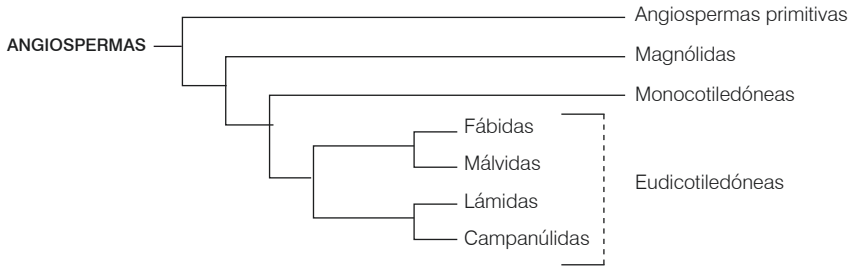 Angiospermas primitivas
ANGIOSPERMAS
Magnólidas
Monocotiledóneas
Fábidas
Málvidas
Eudicotiledóneas
Lámidas
Campanúlidas